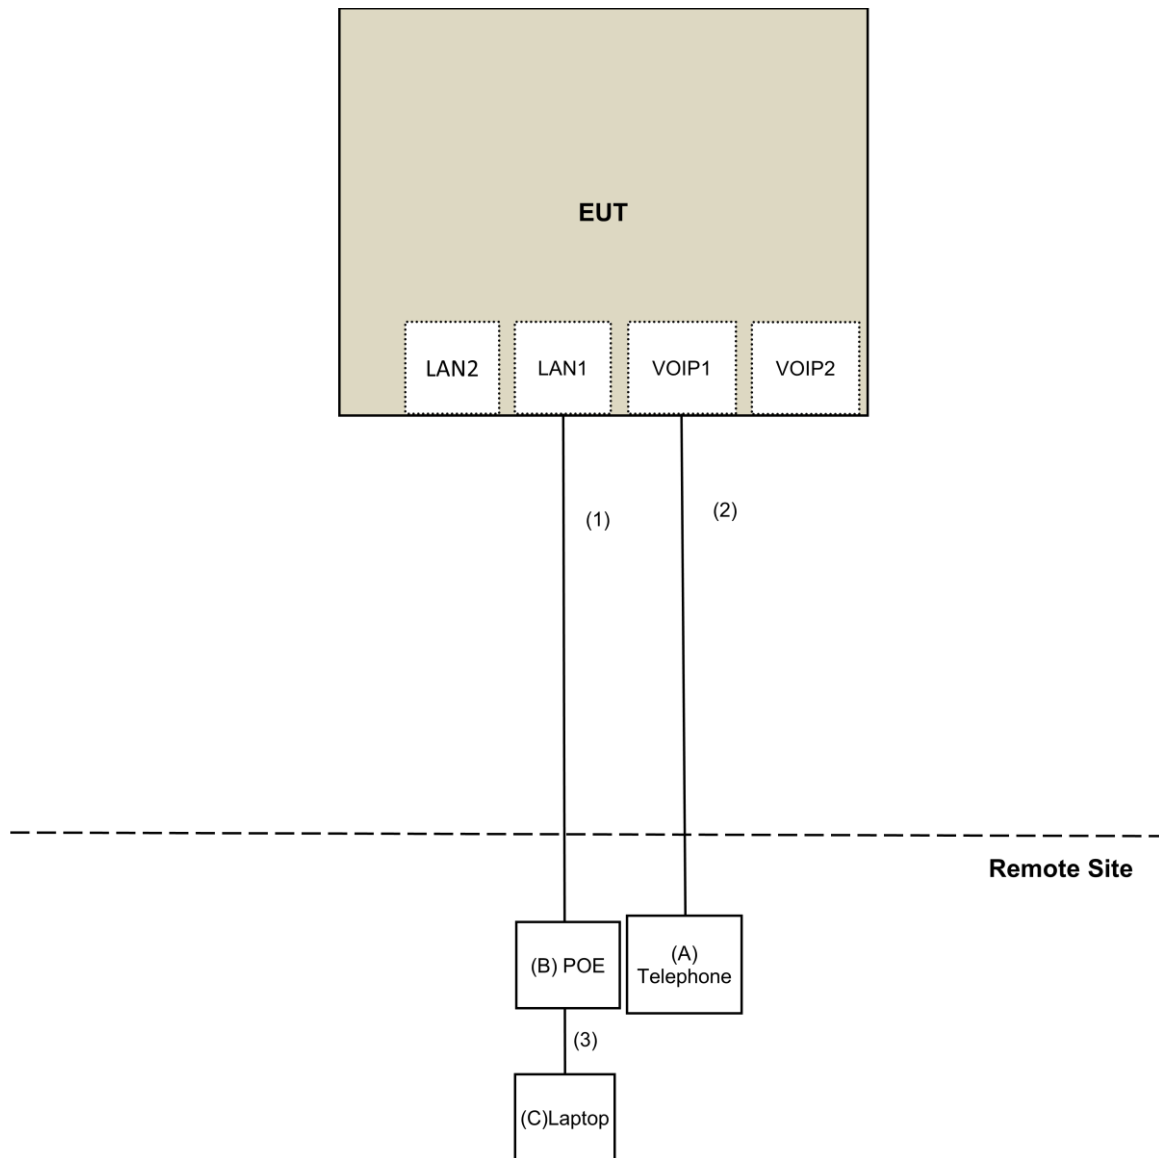 EUT
LAN2
LAN1
VOIP1
VOIP2
(1)
(2)
Remote Site
(B) POE
(A)
Telephone
(3)
(C)Laptop